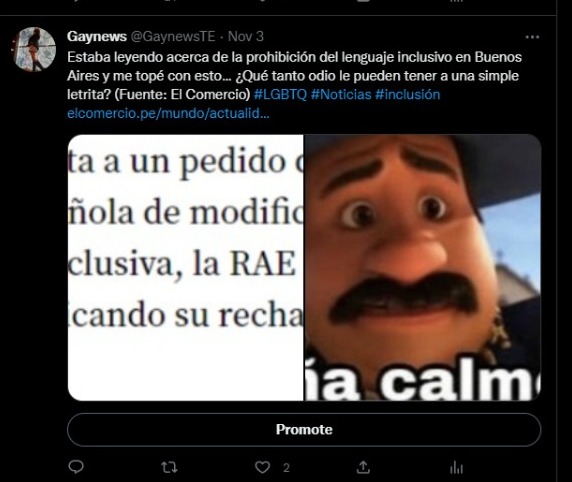 Gaynews @GaynewsTE · Nov 3
Estaba leyendo acerca de la prohibición del lenguaje inclusivo en Buenos
Aires y me topé con esto... ¿Qué tanto odio le pueden tener a una simple
letrita? (Fuente: El Comercio) #LGBTQ #Noticias #inclusión
elcomercio.pe/mundo/actualid...
ta a un pedido
ñola de modific
clusiva, la RAE
cando su recha
ía calm
Promote
2